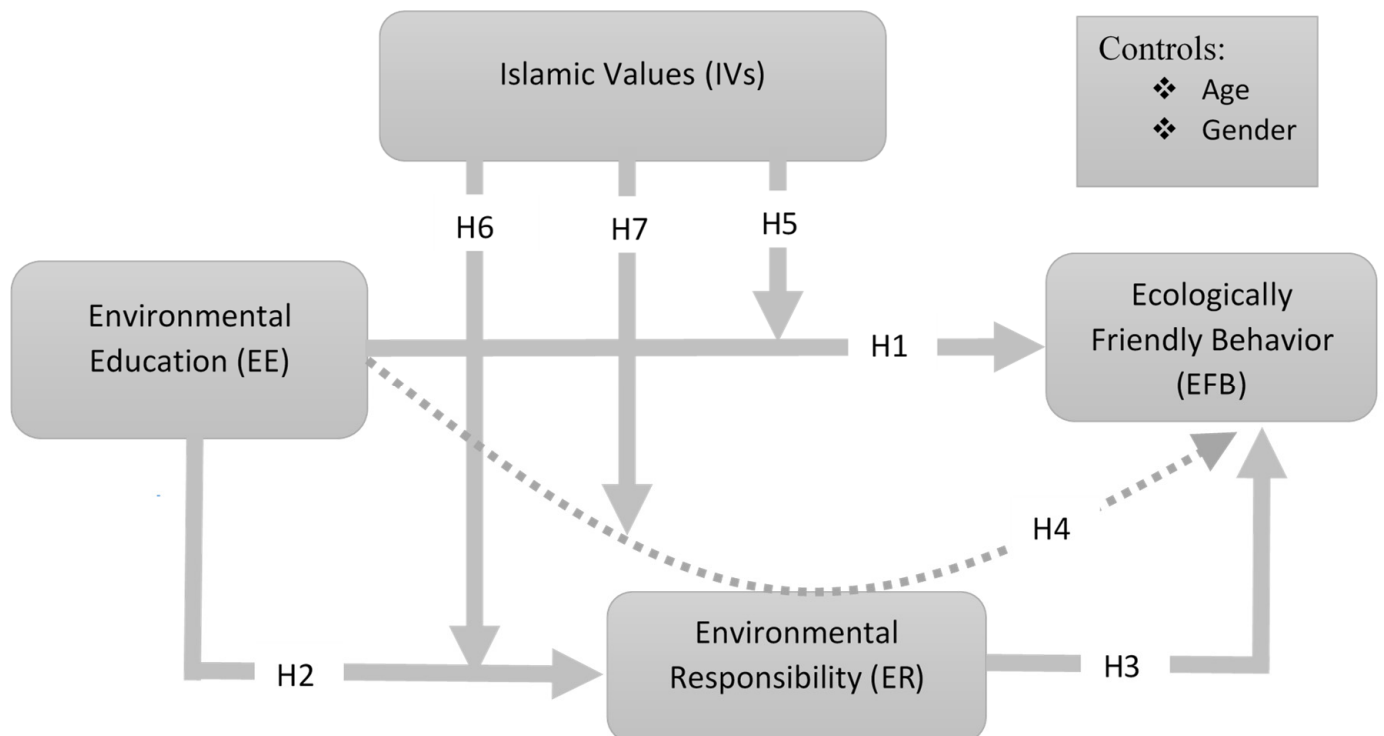 Islamic Values (IVs)
Controls:
❖ Age
❖ Gender
H6
H7
H5
Environmental
Education (EE)
H1
Ecologically
Friendly Behavior
(EFB)
H4
H2
Environmental
Responsibility (ER)
H3